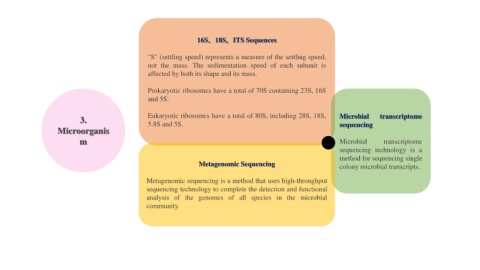 3.
Microorganis
m
16S、18S、ITS Sequences
"S" (settling speed) represents a measure of the settling speed,
not the mass. The sedimentation speed of each subunit is
affected by both its shape and its mass.
Prokaryotic ribosomes have a total of 70S containing 23S, 16S
and 5S.
Eukaryotic ribosomes have a total of 80S, including 28S, 18S,
5.8S and 5S.
Metagenomic Sequencing
Metagenomic sequencing is a method that uses high-throughput
sequencing technology to complete the detection and functional
analysis of the genomes of all species in the microbial
community.
Microbial transcriptome
sequencing
Microbial transcriptome
sequencing technology is a
method for sequencing single
colony microbial transcripts.